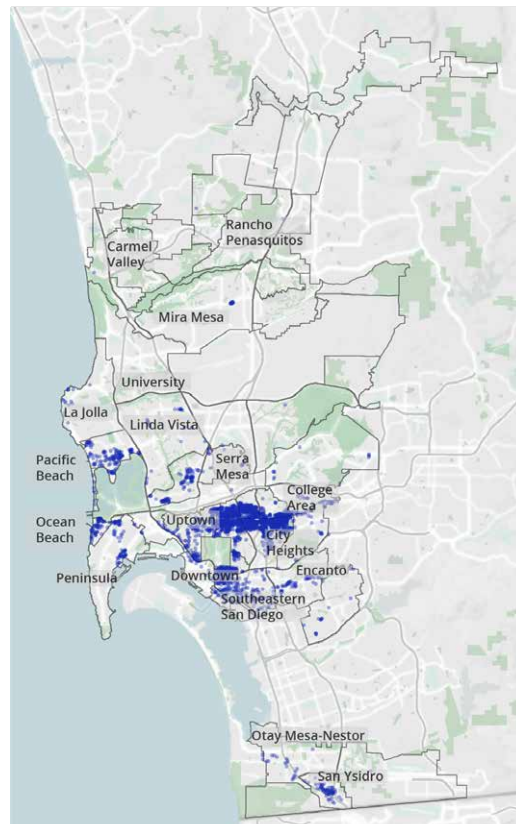 Rancho
Penasquitos
Carmel
Valley
Mira Mesa
University
La Jolla
Linda Vista
Pacific
Beach
Serra
Mesa
College
Area
Ocean
Beach
Uptown
City
Heights
Peninsula
Downtown
Encanto
Southeastern
San Diego
Otay Mesa-Nestor
San Ysidro